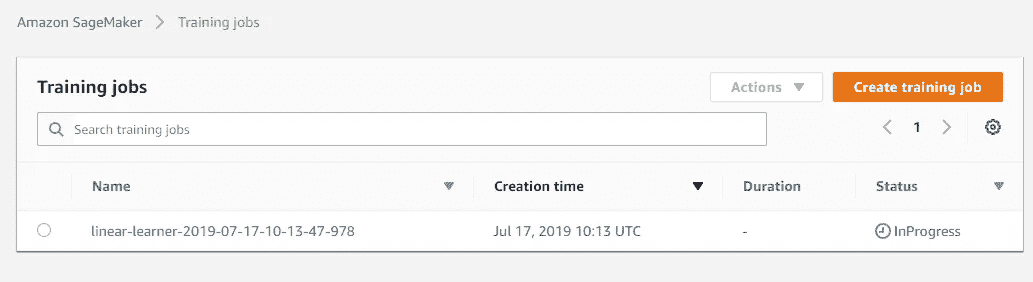 Amazon SageMaker > Training jobs
Training jobs
Actions ▼ Create training job
Search training jobs
< 1 >
Name Creation time Duration Status
linear-learner-2019-07-17-10-13-47-978 Jul 17, 2019 10:13 UTC - InProgress